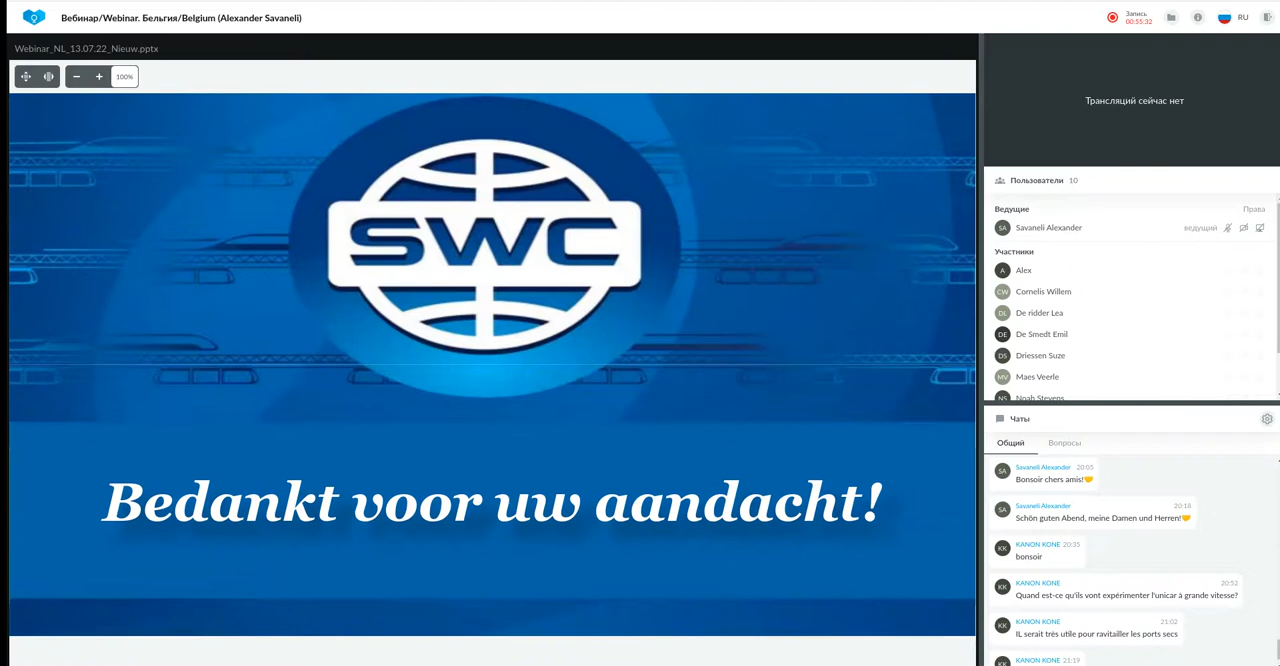 Вебинар/Webinar. Бельгия/Belgium (Alexander Savaneli)
Запись
00:55:32
RU
Webinar_NL_13.07.22_Nieuw.pptx
100%
SWC
Bedankt voor uw aandacht!
Трансляций сейчас нет
Пользователи 10
Ведущие Права
SA Savaneli Alexander ведущий
Участники
A Alex
CW Cornelis Willem
DL De ridder Lea
DE De Smedt Emil
DS Driessen Suze
MV Maes Veerle
NS Noah Stevens
Чаты
Общий Вопросы
SA Savaneli Alexander 20:05
Bonsoir chers amis!💛
SA Savaneli Alexander 20:18
Schön guten Abend, meine Damen und Herren!💛
KK KANON KONE 20:35
bonsoir
KK KANON KONE 20:52
Quand est-ce qu'ils vont expérimenter l'unicar à grande vitesse?
KK KANON KONE 21:02
IL serait très utile pour ravitailler les ports secs
KK KANON KONE 21:19